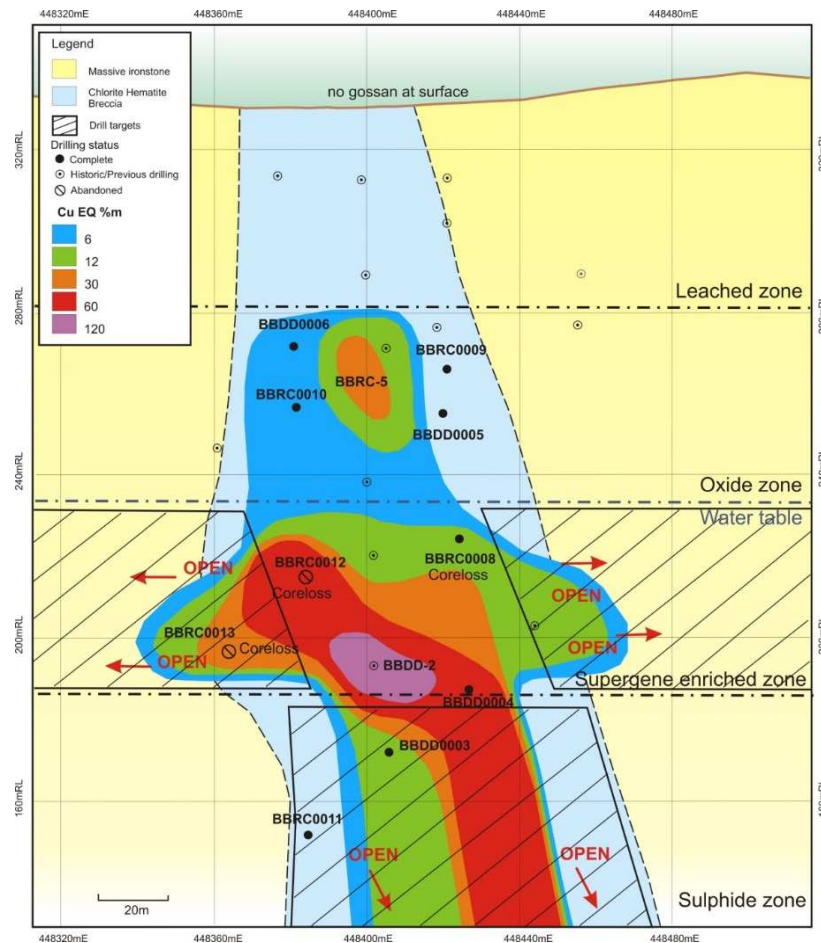 448320mE
448360mE
448400mE
448440mE
448480mE
Legend
Massive ironstone
Chlorite Hematite
Breccia
Drill targets
Drilling status
Complete
Historic/Previous drilling
Abandoned
Cu EQ %m
6
12
30
60
120
no gossan at surface
320mRL
320mRL
Leached zone
280mRL
BBDD0006
BBRC0009
BBRC-5
BBRC0010
BBDD0005
240mRL
Oxide zone
Water table
BBRC0012
Coreloss
BBRC0008
Coreloss
OPEN
OPEN
OPEN
BBRC0013
Coreloss
OPEN
OPEN
200mRL
BBDD-2
Supergene enriched zone
BBDD0004
BBDD0003
160mRL
BBRC0011
OPEN
OPEN
20m
Sulphide zone
448320mE
448360mE
448400mE
448440mE
448480mE